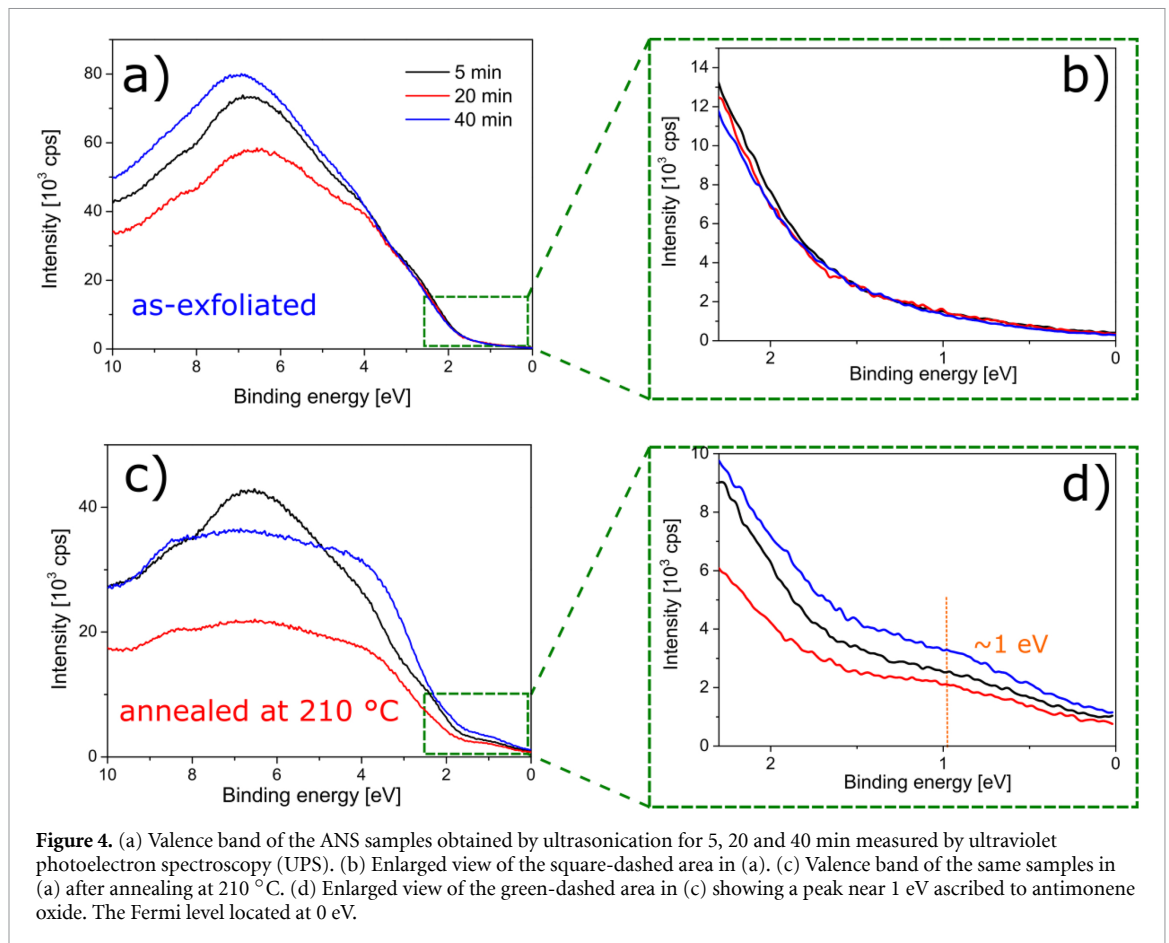 a)
5 min
20 min
40 min
as-exfoliated
Intensity [10³ cps]
80
60
40
20
0
10
8
6
4
2
0
Binding energy [eV]
b)
Intensity [10³ cps]
14
12
10
8
6
4
2
0
2
1
0
Binding energy [eV]
c)
annealed at 210 °C
Intensity [10³ cps]
40
20
0
10
8
6
4
2
0
Binding energy [eV]
d)
~1 eV
Intensity [10³ cps]
10
8
6
4
2
0
2
1
0
Binding energy [eV]
Figure 4. (a) Valence band of the ANS samples obtained by ultrasonication for 5, 20 and 40 min measured by ultraviolet
photoelectron spectroscopy (UPS). (b) Enlarged view of the square-dashed area in (a). (c) Valence band of the same samples in
(a) after annealing at 210 °C. (d) Enlarged view of the green-dashed area in (c) showing a peak near 1 eV ascribed to antimonene
oxide. The Fermi level located at 0 eV.